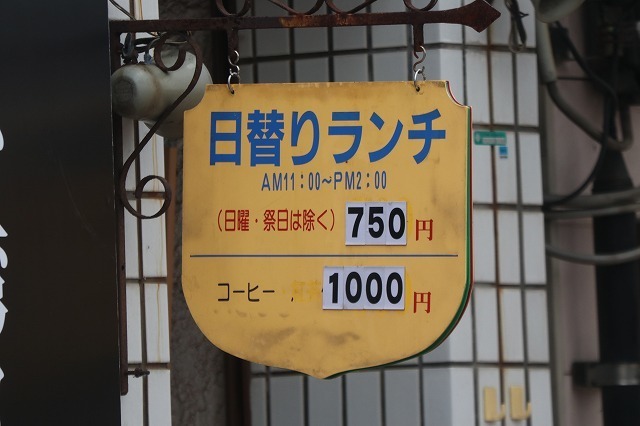 日替りランチ
AM11:00~PM2:00
(日曜・祭日は除く) 750円
コーヒー 1000円